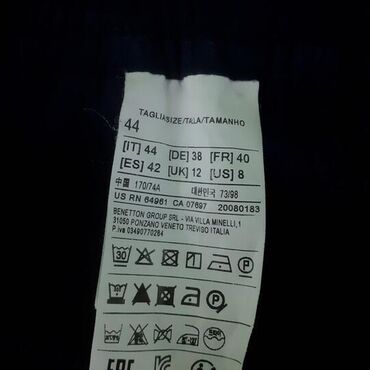 TAGLIA/SIZE/TALLA/TAMANHO
44
[IT] 44 [DE] 38 [FR] 40
[ES] 42 [UK] 12 [US] 8
中国 170/74A 대한민국 73/98
US RN 64961 CA 07697 20080183
BENETTON GROUP SRL - VIA VILLA MINELLI,1
31050 PONZANO VENETO TREVISO ITALIA
P.iva 03490770264
30 P
P
EAC